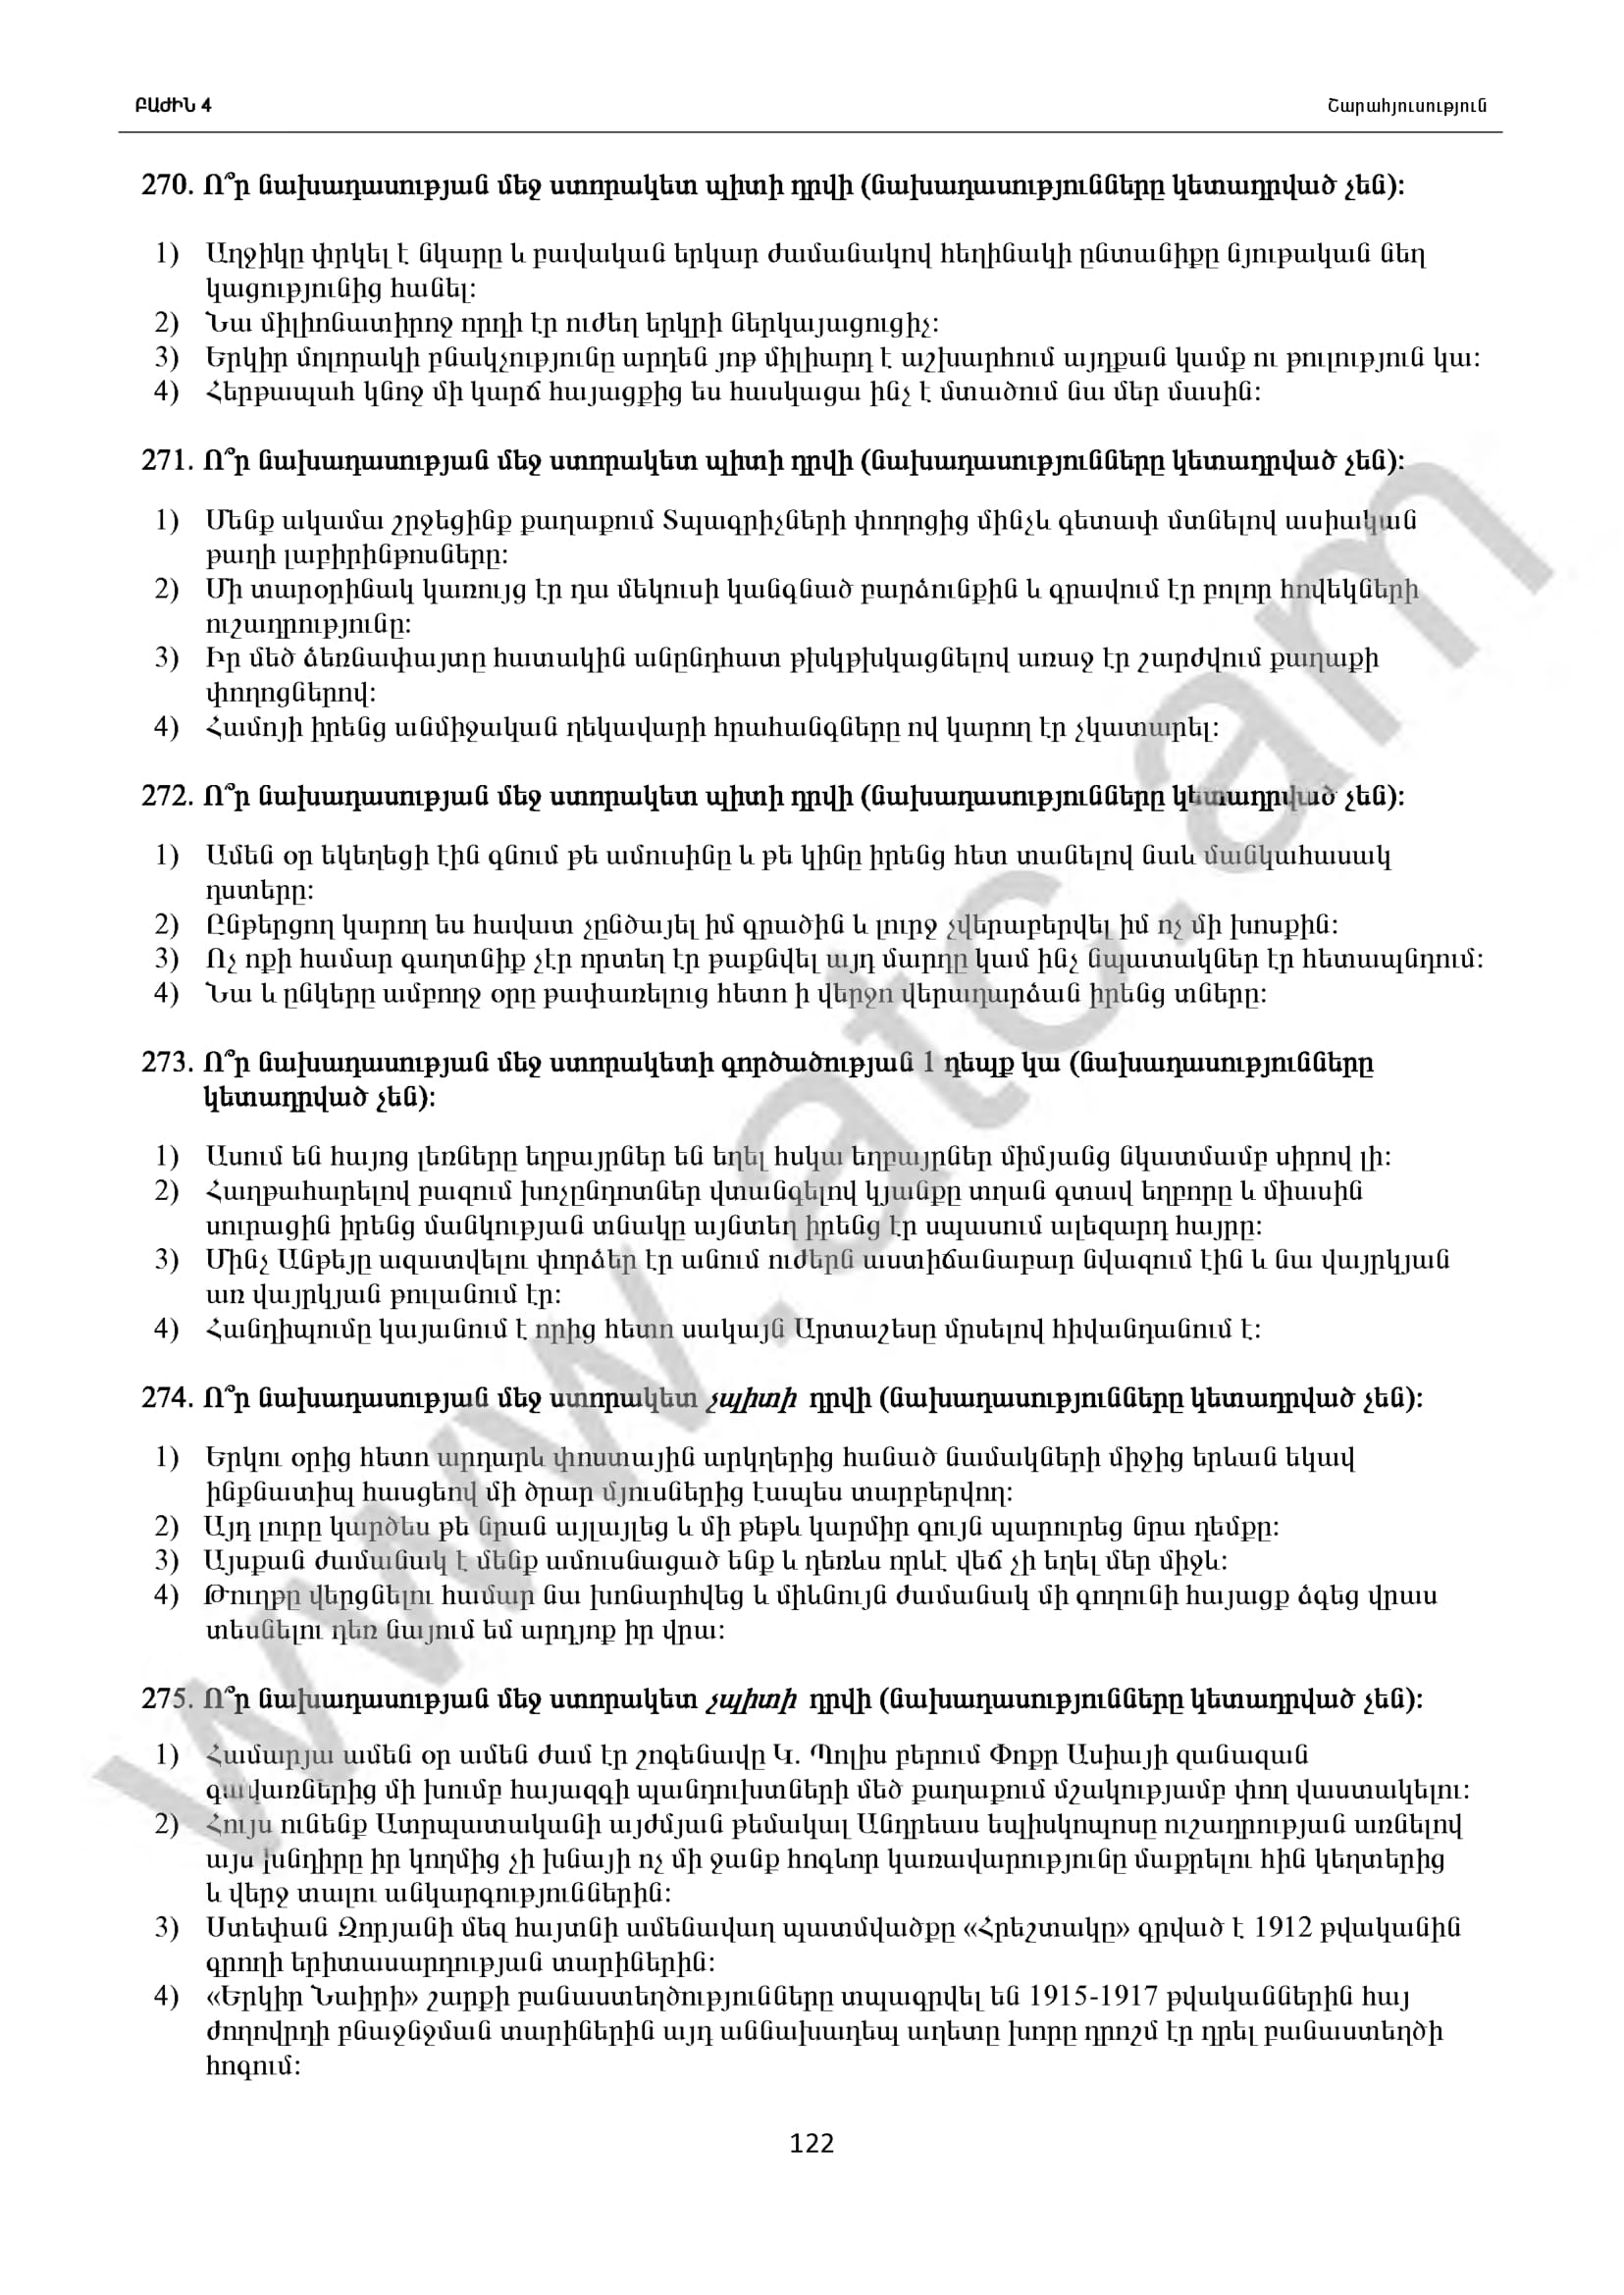 ԲԱԺԻՆ 4
Շարահյուսություն
270. Ո՞ր նախադասության մեջ ստորակետ պիտի դրվի (նախադասությունները կետադրված չեն):
1) Աղջիկը փրկել է նկարը և բավական երկար ժամանակով հեղինակի ընտանիքը նյութական նեղ
կացությունից հանել:
2) Նա միլիոնատիրոջ որդի էր ուժեղ երկրի ներկայացուցիչ:
3) Երկիր մոլորակի բնակչությունը արդեն յոթ միլիարդ է աշխարհում այդքան կամք ու թուլություն կա:
4) Հերթապահ կնոջ մի կարճ հայացքից ես հասկացա ինչ է մտածում նա մեր մասին:
271. Ո՞ր նախադասության մեջ ստորակետ պիտի դրվի (նախադասությունները կետադրված չեն):
1) Մենք ակամա շրջեցինք քաղաքում Տպագրիչների փողոցից մինչև գետափ մտնելով ասիական
թաղի լաբիրինթոսները:
2) Մի տարօրինակ կառույց էր դա մեկուսի կանգնած բարձունքին և գրավում էր բոլոր հովեկների
ուշադրությունը:
3) Իր մեծ ձեռնափայտը հատակին անընդհատ թխկթխկացնելով առաջ էր շարժվում քաղաքի
փողոցներով:
4) Համոյի իրենց անմիջական ղեկավարի հրահանգները ով կարող էր չկատարել:
272. Ո՞ր նախադասության մեջ ստորակետ պիտի դրվի (նախադասությունները կետադրված չեն):
1) Ամեն օր եկեղեցի էին գնում թե ամուսինը և թե կինը իրենց հետ տանելով նաև մանկահասակ
դստերը:
2) Ընթերցող կարող ես հավատ չընծայել իմ գրածին և լուրջ չվերաբերվել իմ ոչ մի խոսքին:
3) Ոչ ոքի համար գաղտնիք չէր որտեղ էր թաքնվել այդ մարդը կամ ինչ նպատակներ էր հետապնդում:
4) Նա և ընկերը ամբողջ օրը թափառելուց հետո ի վերջո վերադարձան իրենց տները:
273. Ո՞ր նախադասության մեջ ստորակետի գործածության 1 դեպք կա (նախադասությունները
կետադրված չեն):
1) Ասում են հայոց լեռները եղբայրներ են եղել հսկա եղբայրներ միմյանց նկատմամբ սիրով լի:
2) Հաղթահարելով բազում խոչընդոտներ վտանգելով կյանքը տղան գտավ եղբորը և միասին
սուրացին իրենց մանկության տնակը այնտեղ իրենց էր սպասում ալեզարդ հայրը:
3) Մինչ Անթեյը ազատվելու փորձեր էր անում ուժերն աստիճանաբար նվազում էին և նա վայրկյան
առ վայրկյան թուլանում էր:
4) Հանդիպումը կայանում է որից հետո սակայն Արտաշեսը մրսելով հիվանդանում է:
274. Ո՞ր նախադասության մեջ ստորակետ չպիտի դրվի (նախադասությունները կետադրված չեն):
1) Երկու օրից հետո արդարև փոստային արկղերից հանած նամակների միջից երևան եկավ
ինքնատիպ հասցեով մի ծրար մյուսներից էապես տարբերվող:
2) Այդ լուրը կարծես թե նրան այլայլեց և մի թեթև կարմիր գույն պարուրեց նրա դեմքը:
3) Այսքան ժամանակ է մենք ամուսնացած ենք և դեռևս որևէ վեճ չի եղել մեր միջև:
4) Թուղթը վերցնելու համար նա խոնարհվեց և միևնույն ժամանակ մի գողունի հայացք ձգեց վրաս
տեսնելու դեռ նայում եմ արդյոք իր վրա:
275. Ո՞ր նախադասության մեջ ստորակետ չպիտի դրվի (նախադասությունները կետադրված չեն):
1) Համարյա ամեն օր ամեն ժամ էր շոգենավը Կ. Պոլիս բերում Փոքր Ասիայի զանազան
գավառներից մի խումբ հայազգի պանդուխտների մեծ քաղաքում մշակությամբ փող վաստակելու:
2) Հույս ունենք Ատրպատականի այժմյան թեմակալ Անդրեաս եպիսկոպոսը ուշադրության առնելով
այս խնդիրը իր կողմից չի խնայի ոչ մի ջանք հոգևոր կառավարությունը մաքրելու հին կեղտերից
և վերջ տալու անկարգություններին:
3) Ստեփան Զորյանի մեզ հայտնի ամենավաղ պատմվածքը «Հրեշտակը» գրված է 1912 թվականին
գրողի երիտասարդության տարիներին:
4) «Երկիր Նաիրի» շարքի բանաստեղծությունները տպագրվել են 1915-1917 թվականներին հայ
ժողովրդի բնաջնջման տարիներին այդ աննախադեպ աղետը խորը դրոշմ էր դրել բանաստեղծի
հոգում:
www.atc.am
122